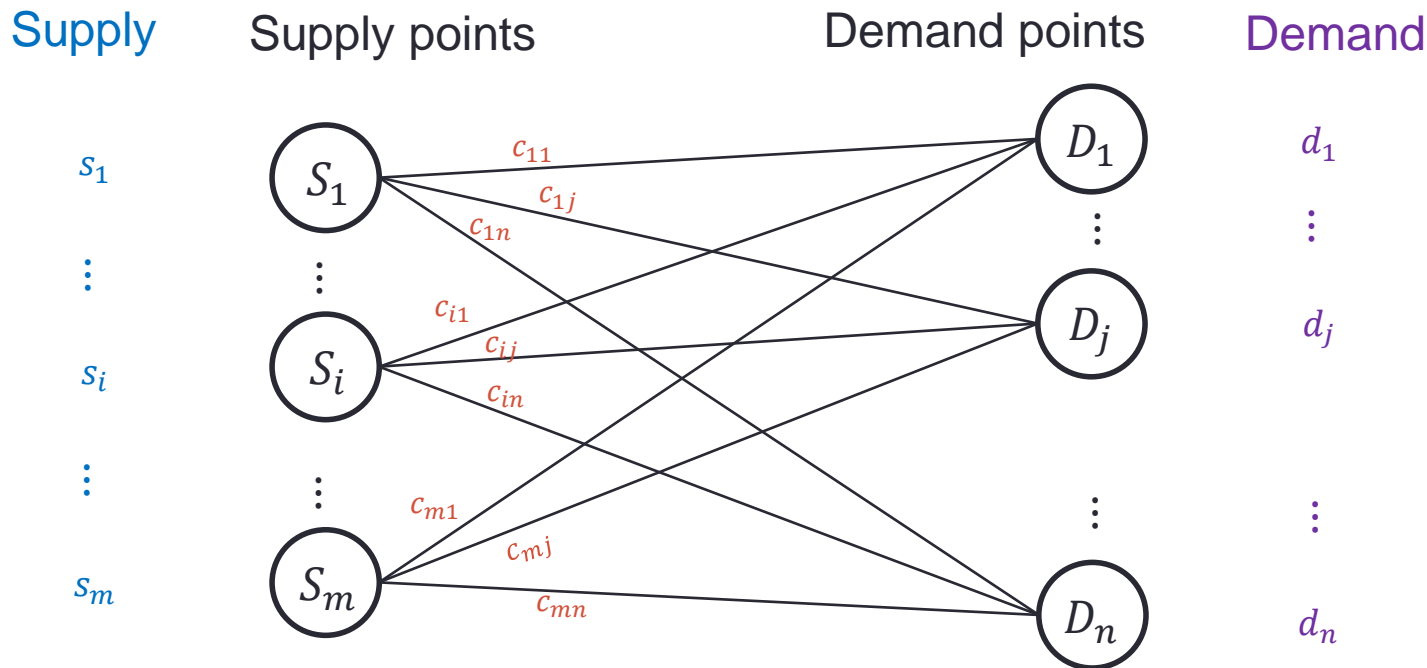 Supply Supply points Demand points Demand
s₁ S₁ c₁₁ D₁ d₁
c₁ⱼ
c₁ₙ ⋮ ⋮
⋮ ⋮
cᵢ₁ Dⱼ dⱼ
sᵢ Sᵢ cᵢⱼ
cᵢₙ
⋮ ⋮
cₘ₁ ⋮ ⋮
cₘⱼ
sₘ Sₘ cₘₙ Dₙ dₙ